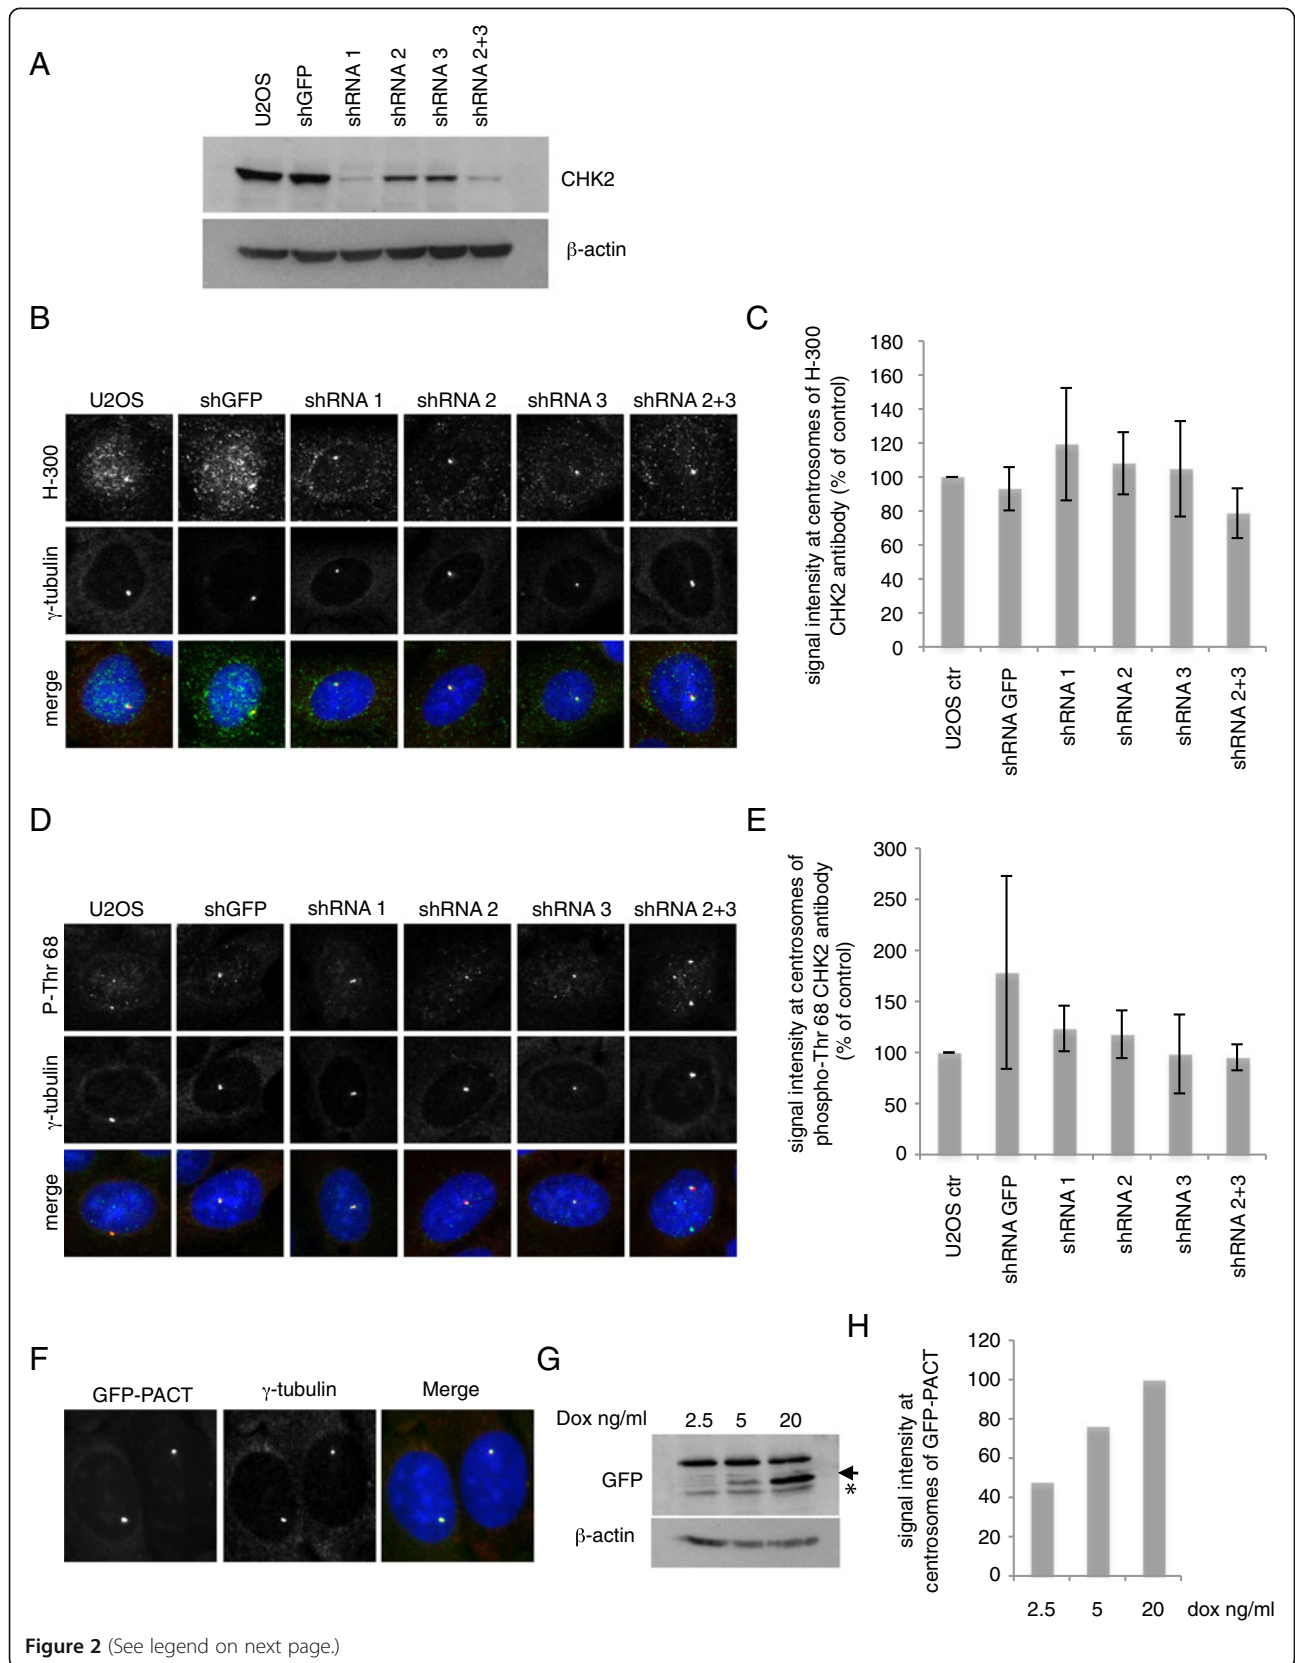 A
U2OS
shGFP
shRNA 1
shRNA 2
shRNA 3
shRNA 2+3
CHK2
β-actin
B
U2OS shGFP shRNA 1 shRNA 2 shRNA 3 shRNA 2+3
H-300
γ-tubulin
merge
C
signal intensity at centrosomes of H-300
CHK2 antibody (% of control)
180
160
140
120
100
80
60
40
20
0
U2OS ctr
shRNA GFP
shRNA 1
shRNA 2
shRNA 3
shRNA 2+3
D
U2OS shGFP shRNA 1 shRNA 2 shRNA 3 shRNA 2+3
P-Thr 68
γ-tubulin
merge
E
signal intensity at centrosomes of
phospho-Thr 68 CHK2 antibody
(% of control)
300
250
200
150
100
50
0
U2OS ctr
shRNA GFP
shRNA 1
shRNA 2
shRNA 3
shRNA 2+3
F
GFP-PACT γ-tubulin Merge
G
Dox ng/ml 2.5 5 20
GFP
*
β-actin
H
signal intensity at
centrosomes of GFP-PACT
120
100
80
60
40
20
0
2.5 5 20 dox ng/ml
Figure 2 (See legend on next page.)